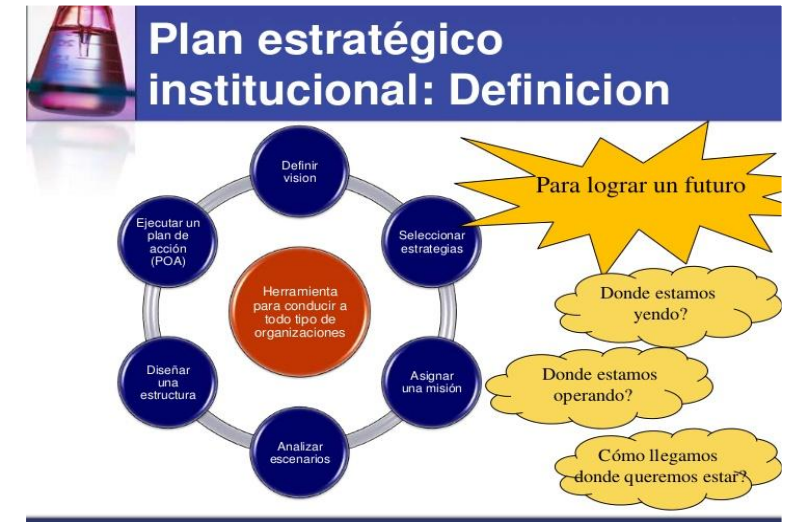 Plan estratégico
institucional: Definicion
Definir
vision
Seleccionar
estrategias
Asignar
una misión
Analizar
escenarios
Diseñar
una
estructura
Ejecutar un
plan de
acción
(POA)
Herramienta
para conducir a
todo tipo de
organizaciones
Para lograr un futuro
Donde estamos
yendo?
Donde estamos
operando?
Cómo llegamos
donde queremos estar?